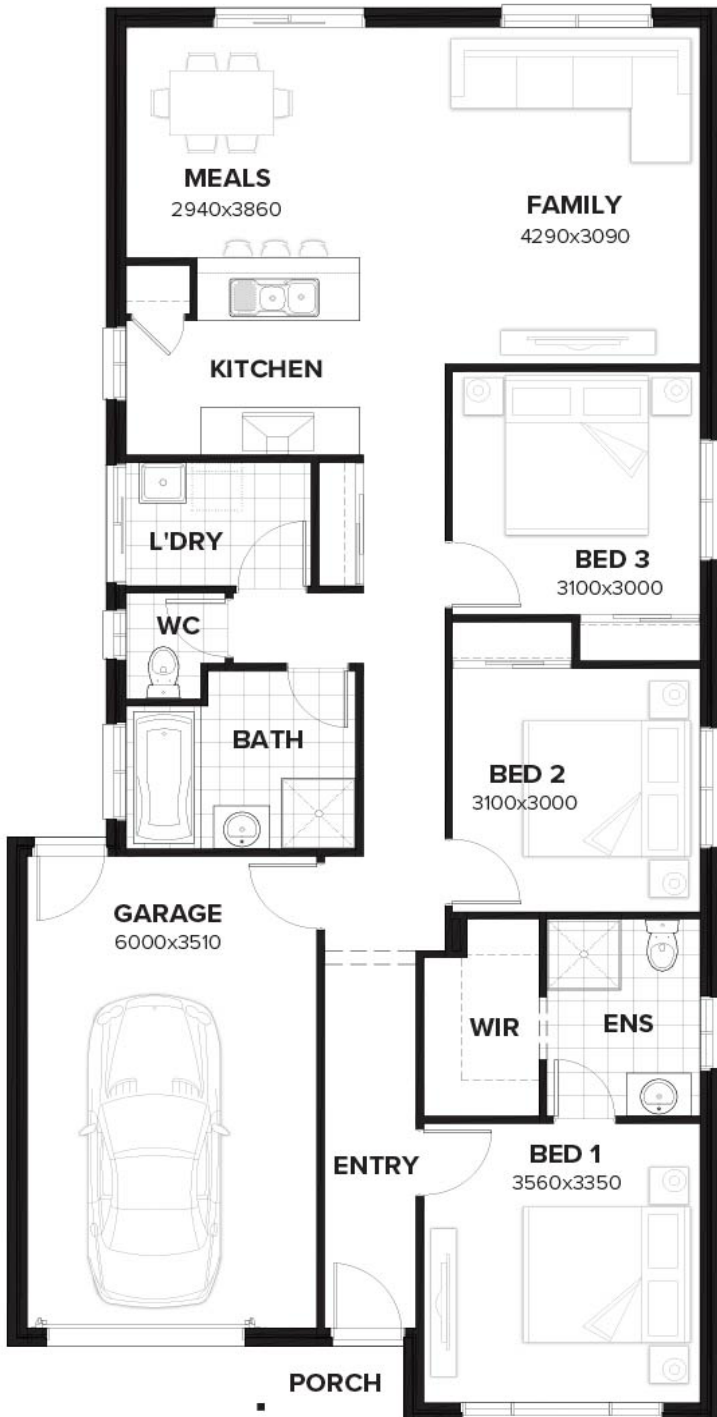 MEALS
2940x3860
FAMILY
4290x3090
KITCHEN
L'DRY
BED 3
3100x3000
WC
BATH
BED 2
3100x3000
GARAGE
6000x3510
WIR
ENS
ENTRY
BED 1
3560x3350
PORCH